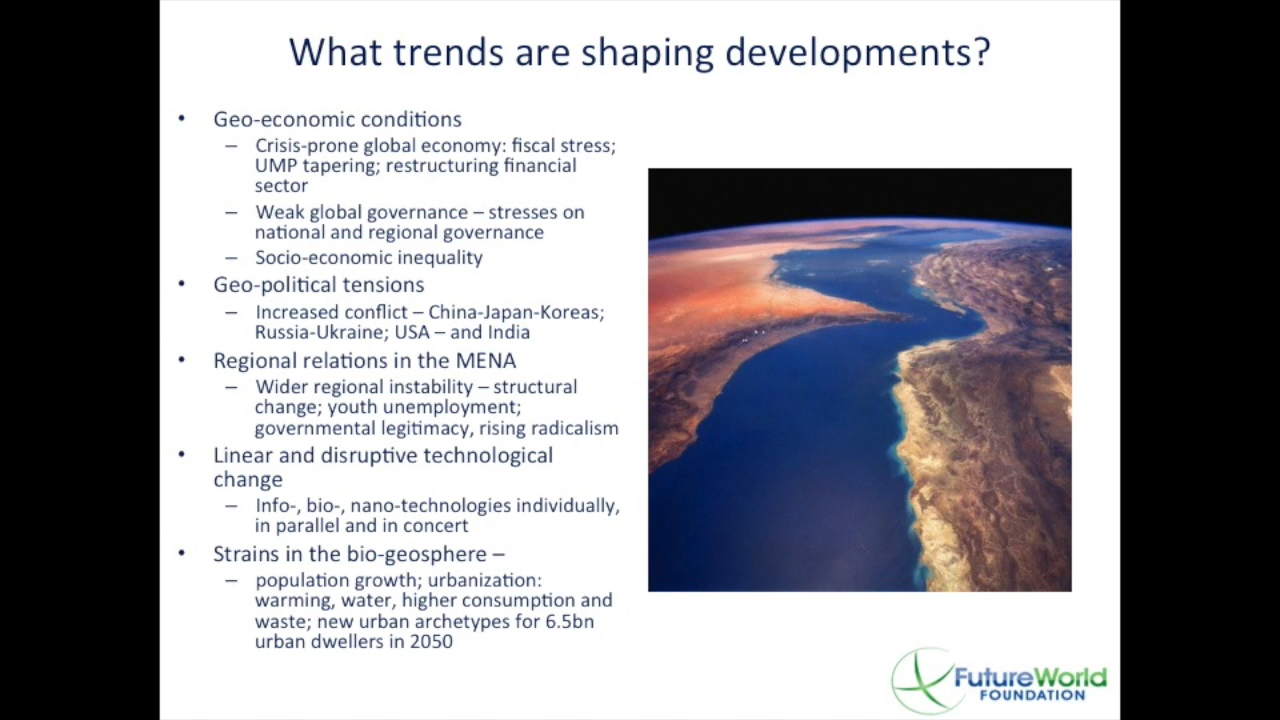 What trends are shaping developments?
• Geo-economic conditions
– Crisis-prone global economy: fiscal stress;
UMP tapering; restructuring financial
sector
– Weak global governance – stresses on
national and regional governance
– Socio-economic inequality
• Geo-political tensions
– Increased conflict – China-Japan-Koreas;
Russia-Ukraine; USA – and India
• Regional relations in the MENA
– Wider regional instability – structural
change; youth unemployment;
governmental legitimacy, rising radicalism
• Linear and disruptive technological
change
– Info-, bio-, nano-technologies individually,
in parallel and in concert
• Strains in the bio-geosphere –
– population growth; urbanization:
warming, water, higher consumption and
waste; new urban archetypes for 6.5bn
urban dwellers in 2050
FutureWorld
FOUNDATION